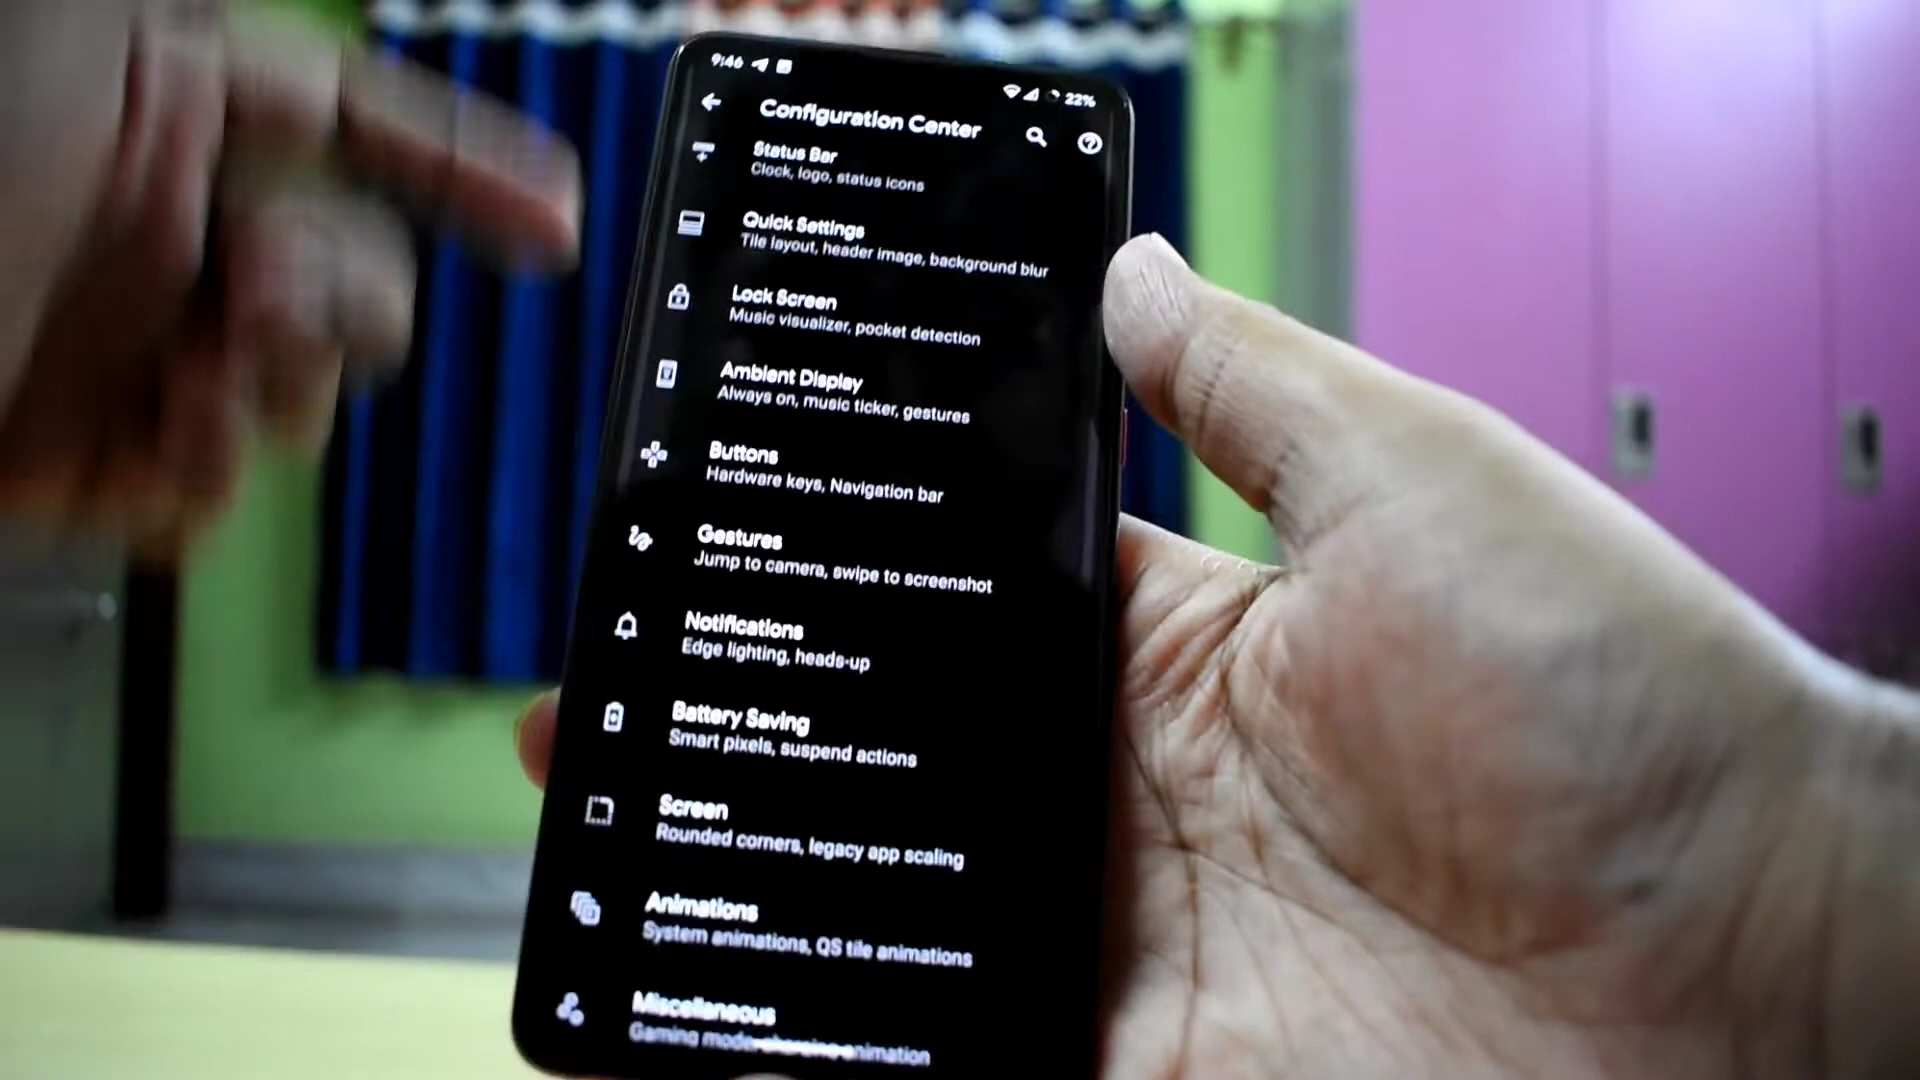 9:46
22%
Configuration Center
Status Bar
Clock, logo, status icons
Quick Settings
Tile layout, header image, background blur
Lock Screen
Music visualizer, pocket detection
Ambient Display
Always on, music ticker, gestures
Buttons
Hardware keys, Navigation bar
Gestures
Jump to camera, swipe to screenshot
Notifications
Edge lighting, heads-up
Battery Saving
Smart pixels, suspend actions
Screen
Rounded corners, legacy app scaling
Animations
System animations, QS tile animations
Miscellaneous
Gaming mode, charging animation